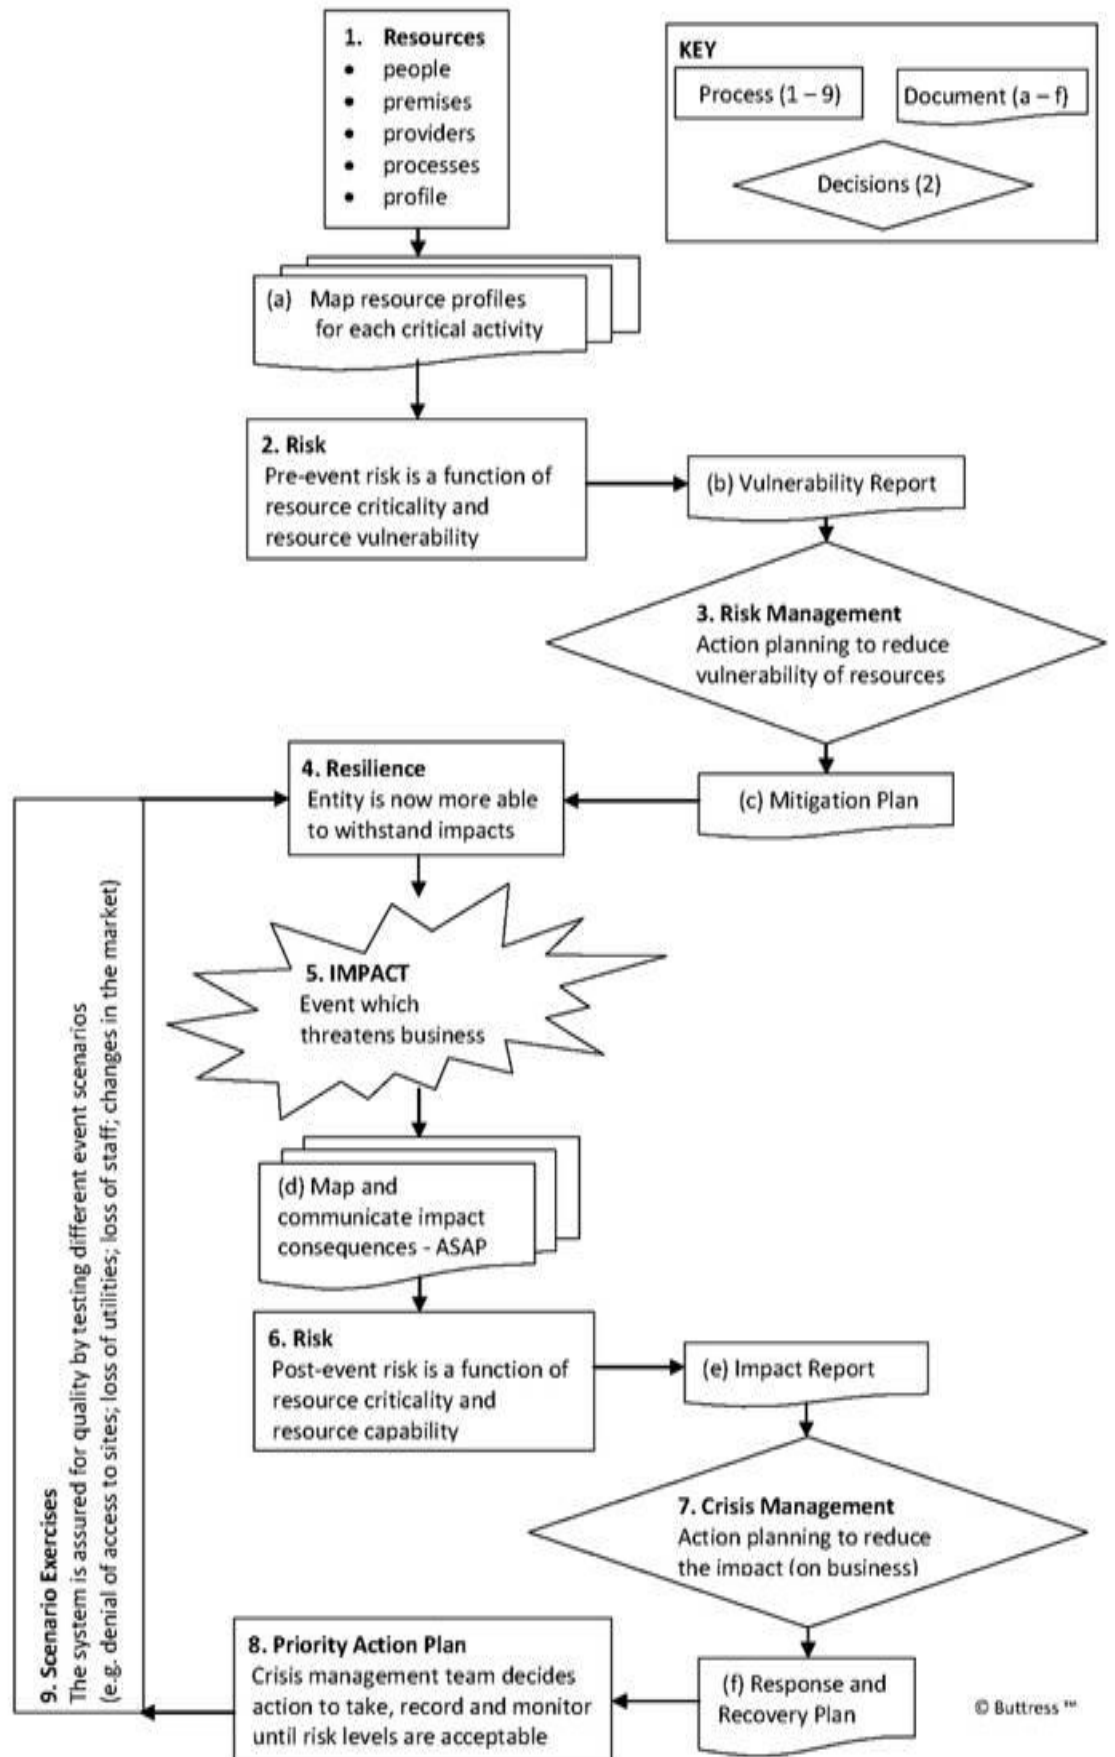 1. Resources
• people
• premises
• providers
• processes
• profile
KEY
Process (1 – 9)
Document (a – f)
Decisions (2)
(a) Map resource profiles
for each critical activity
2. Risk
Pre-event risk is a function of
resource criticality and
resource vulnerability
(b) Vulnerability Report
3. Risk Management
Action planning to reduce
vulnerability of resources
(c) Mitigation Plan
4. Resilience
Entity is now more able
to withstand impacts
5. IMPACT
Event which
threatens business
(d) Map and
communicate impact
consequences - ASAP
6. Risk
Post-event risk is a function of
resource criticality and
resource capability
(e) Impact Report
7. Crisis Management
Action planning to reduce
the impact (on business)
(f) Response and
Recovery Plan
8. Priority Action Plan
Crisis management team decides
action to take, record and monitor
until risk levels are acceptable
9. Scenario Exercises
The system is assured for quality by testing different event scenarios
(e.g. denial of access to sites; loss of utilities; loss of staff; changes in the market)
© Buttress ™